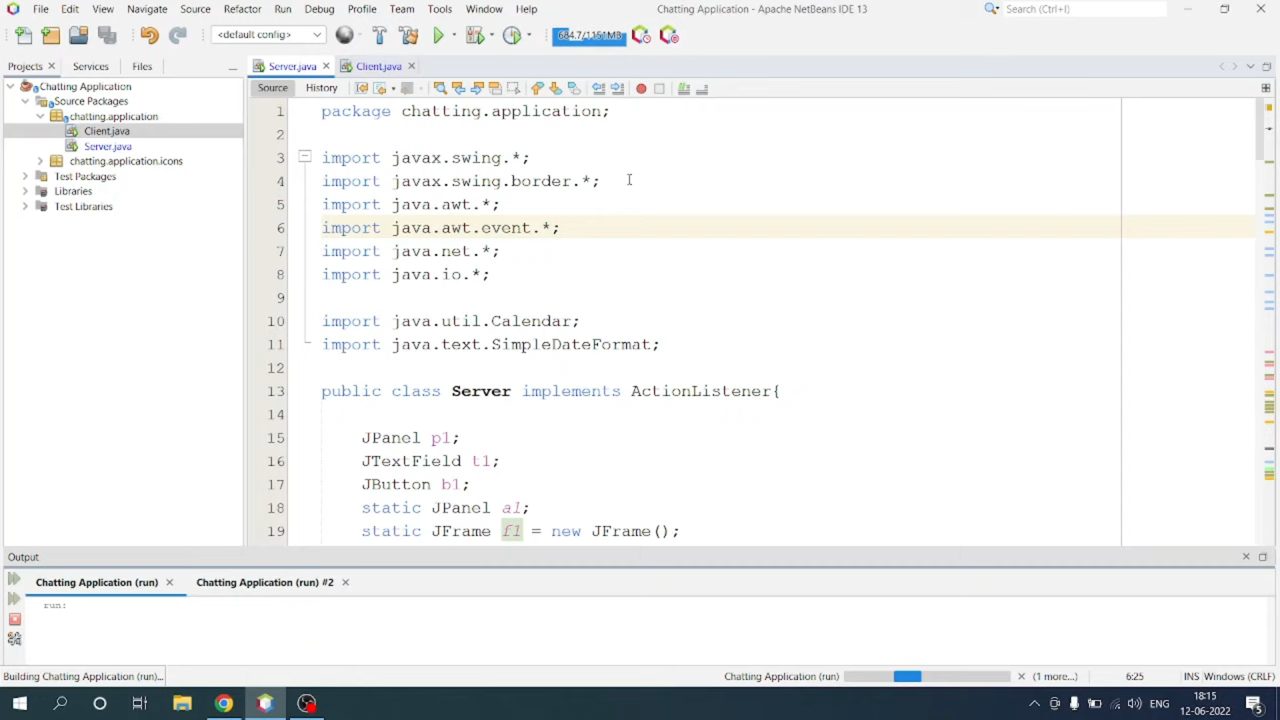 File Edit View Navigate Source Refactor Run Debug Profile Team Tools Window Help Chatting Application - Apache NetBeans IDE 13 Search (Ctrl+I)
<default config> 684.7/1151MB
Projects Services Files Server.java Client.java
Source History
Chatting Application
Source Packages
chatting.application
Client.java
Server.java
chatting.application.icons
Test Packages
Libraries
Test Libraries
1 package chatting.application;
2
3 import javax.swing.*;
4 import javax.swing.border.*;
5 import java.awt.*;
6 import java.awt.event.*;
7 import java.net.*;
8 import java.io.*;
9
10 import java.util.Calendar;
11 import java.text.SimpleDateFormat;
12
13 public class Server implements ActionListener{
14
15 JPanel p1;
16 JTextField t1;
17 JButton b1;
18 static JPanel a1;
19 static JFrame f1 = new JFrame();
Output
Chatting Application (run) Chatting Application (run) #2
run:
Building Chatting Application (run)... Chatting Application (run) (1 more...) 6:25 INS Windows (CRLF)
ENG 18:15
12-06-2022 5